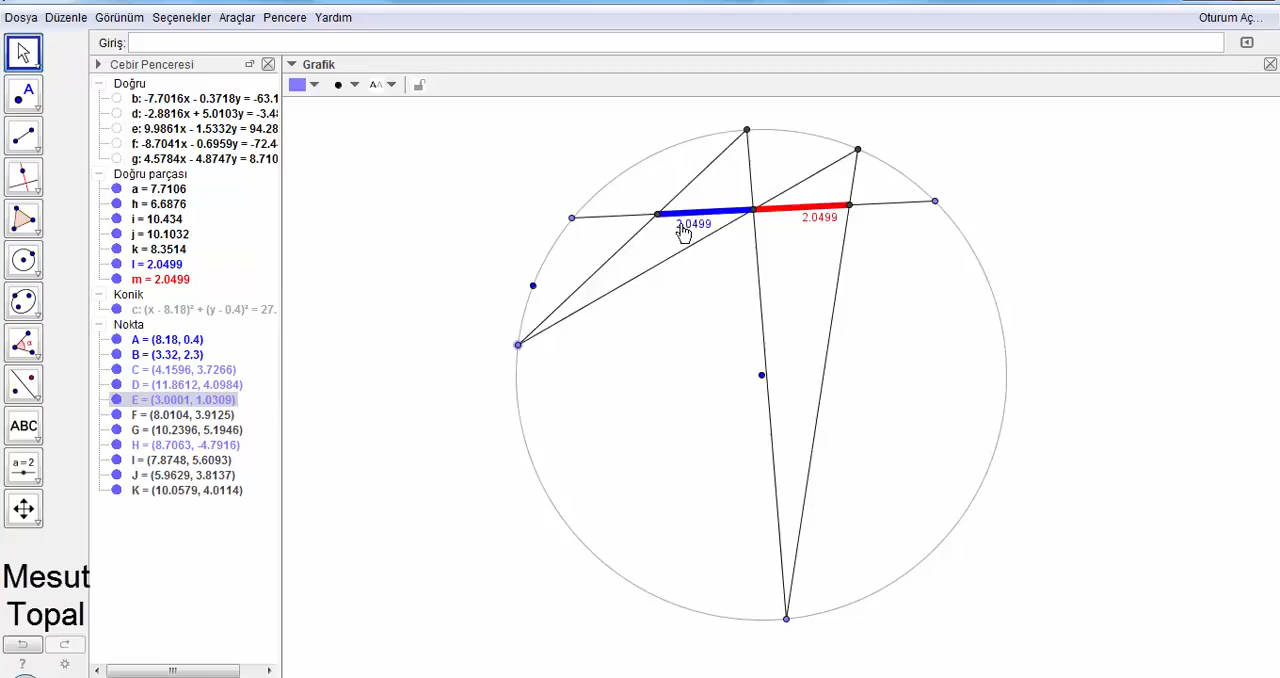 Dosya Düzenle Görünüm Seçenekler Araçlar Pencere Yardım Oturum Aç...
Giriş:
Cebir Penceresi
Grafik
Doğru
b: -7.7016x - 0.3718y = -63.1
d: -2.8816x + 5.0103y = -3.4
e: 9.9861x - 1.5332y = 94.28
f: -8.7041x - 0.6959y = -72.4
g: 4.5784x - 4.8747y = 8.710
Doğru parçası
a = 7.7106
h = 6.6876
i = 10.434
j = 10.1032
k = 8.3514
l = 2.0499
m = 2.0499
Konik
c: (x - 8.18)² + (y - 0.4)² = 27.
Nokta
A = (8.18, 0.4)
B = (3.32, 2.3)
C = (4.1596, 3.7266)
D = (11.8612, 4.0984)
E = (3.0001, 1.0309)
F = (8.0104, 3.9125)
G = (10.2396, 5.1946)
H = (8.7063, -4.7916)
I = (7.8748, 5.6093)
J = (5.9629, 3.8137)
K = (10.0579, 4.0114)
2.0499
2.0499
A
α
ABC
a=2
AA
Mesut
Topal
?